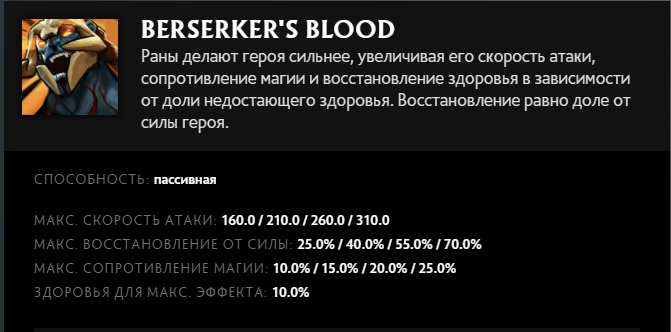 BERSERKER'S BLOOD
Раны делают героя сильнее, увеличивая его скорость атаки,
сопротивление магии и восстановление здоровья в зависимости
от доли недостающего здоровья. Восстановление равно доле от
силы героя.
СПОСОБНОСТЬ: пассивная
МАКС. СКОРОСТЬ АТАКИ: 160.0 / 210.0 / 260.0 / 310.0
МАКС. ВОССТАНОВЛЕНИЕ ОТ СИЛЫ: 25.0% / 40.0% / 55.0% / 70.0%
МАКС. СОПРОТИВЛЕНИЕ МАГИИ: 10.0% / 15.0% / 20.0% / 25.0%
ЗДОРОВЬЯ ДЛЯ МАКС. ЭФФЕКТА: 10.0%